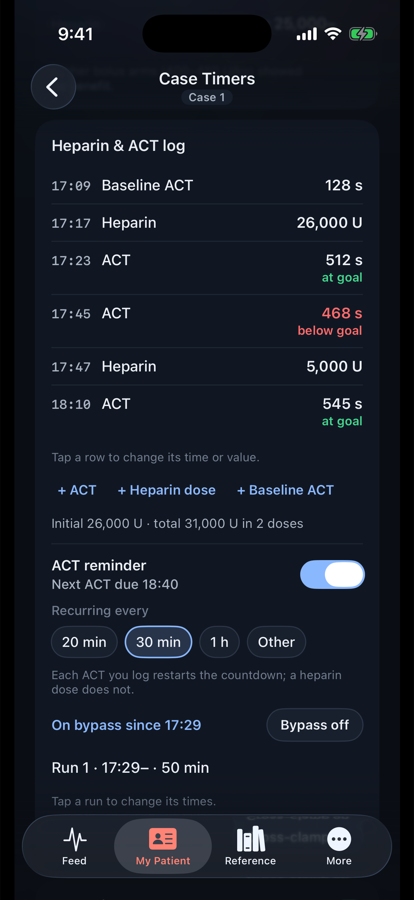 9:41
Case Timers
Case 1
Heparin & ACT log
17:09 Baseline ACT 128 s
17:17 Heparin 26,000 U
17:23 ACT 512 s
at goal
17:45 ACT 468 s
below goal
17:47 Heparin 5,000 U
18:10 ACT 545 s
at goal
Tap a row to change its time or value.
+ ACT + Heparin dose + Baseline ACT
Initial 26,000 U · total 31,000 U in 2 doses
ACT reminder
Next ACT due 18:40
Recurring every
20 min 30 min 1 h Other
Each ACT you log restarts the countdown; a heparin
dose does not.
On bypass since 17:29 Bypass off
Run 1 · 17:29– · 50 min
Tap a run to change its times.
Feed My Patient Reference More